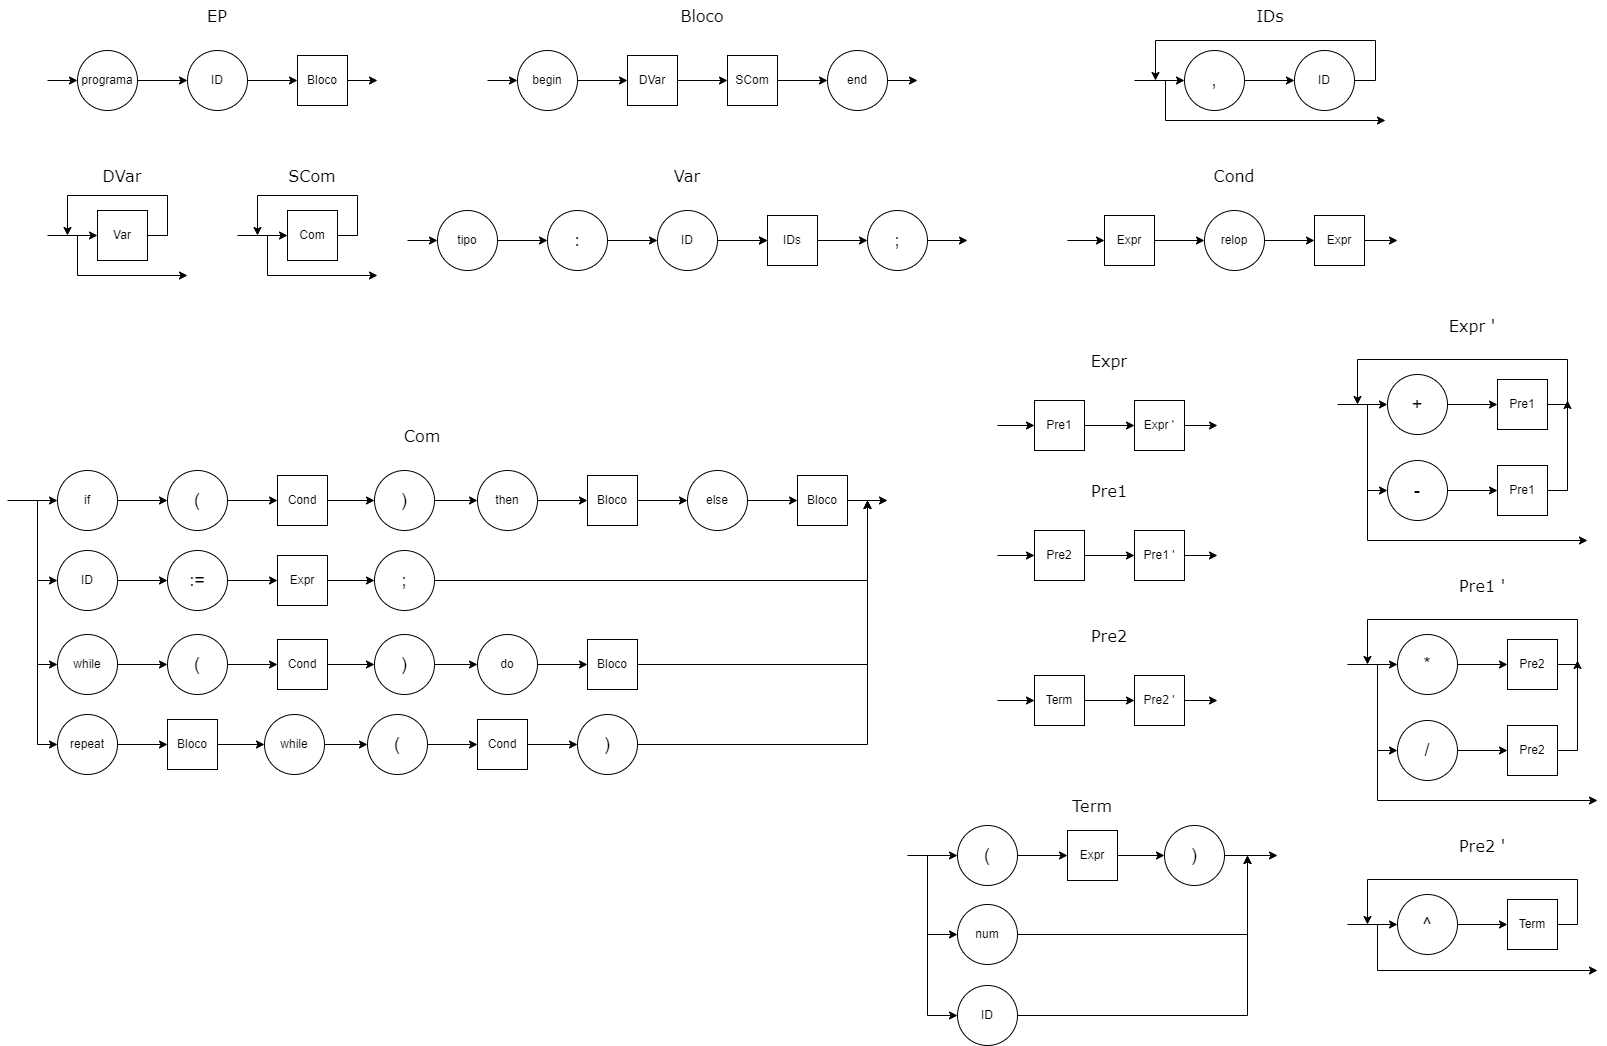 EP
programa ID Bloco
Bloco
begin DVar SCom end
IDs
, ID
DVar
Var
SCom
Com
Var
tipo : ID IDs ;
Cond
Expr relop Expr
Com
if ( Cond ) then Bloco else Bloco
ID := Expr ;
while ( Cond ) do Bloco
repeat Bloco while ( Cond )
Expr
Pre1 Expr '
Pre1
Pre2 Pre1 '
Pre2
Term Pre2 '
Term
( Expr )
num
ID
Expr '
+ Pre1
- Pre1
Pre1 '
* Pre2
/ Pre2
Pre2 '
^ Term